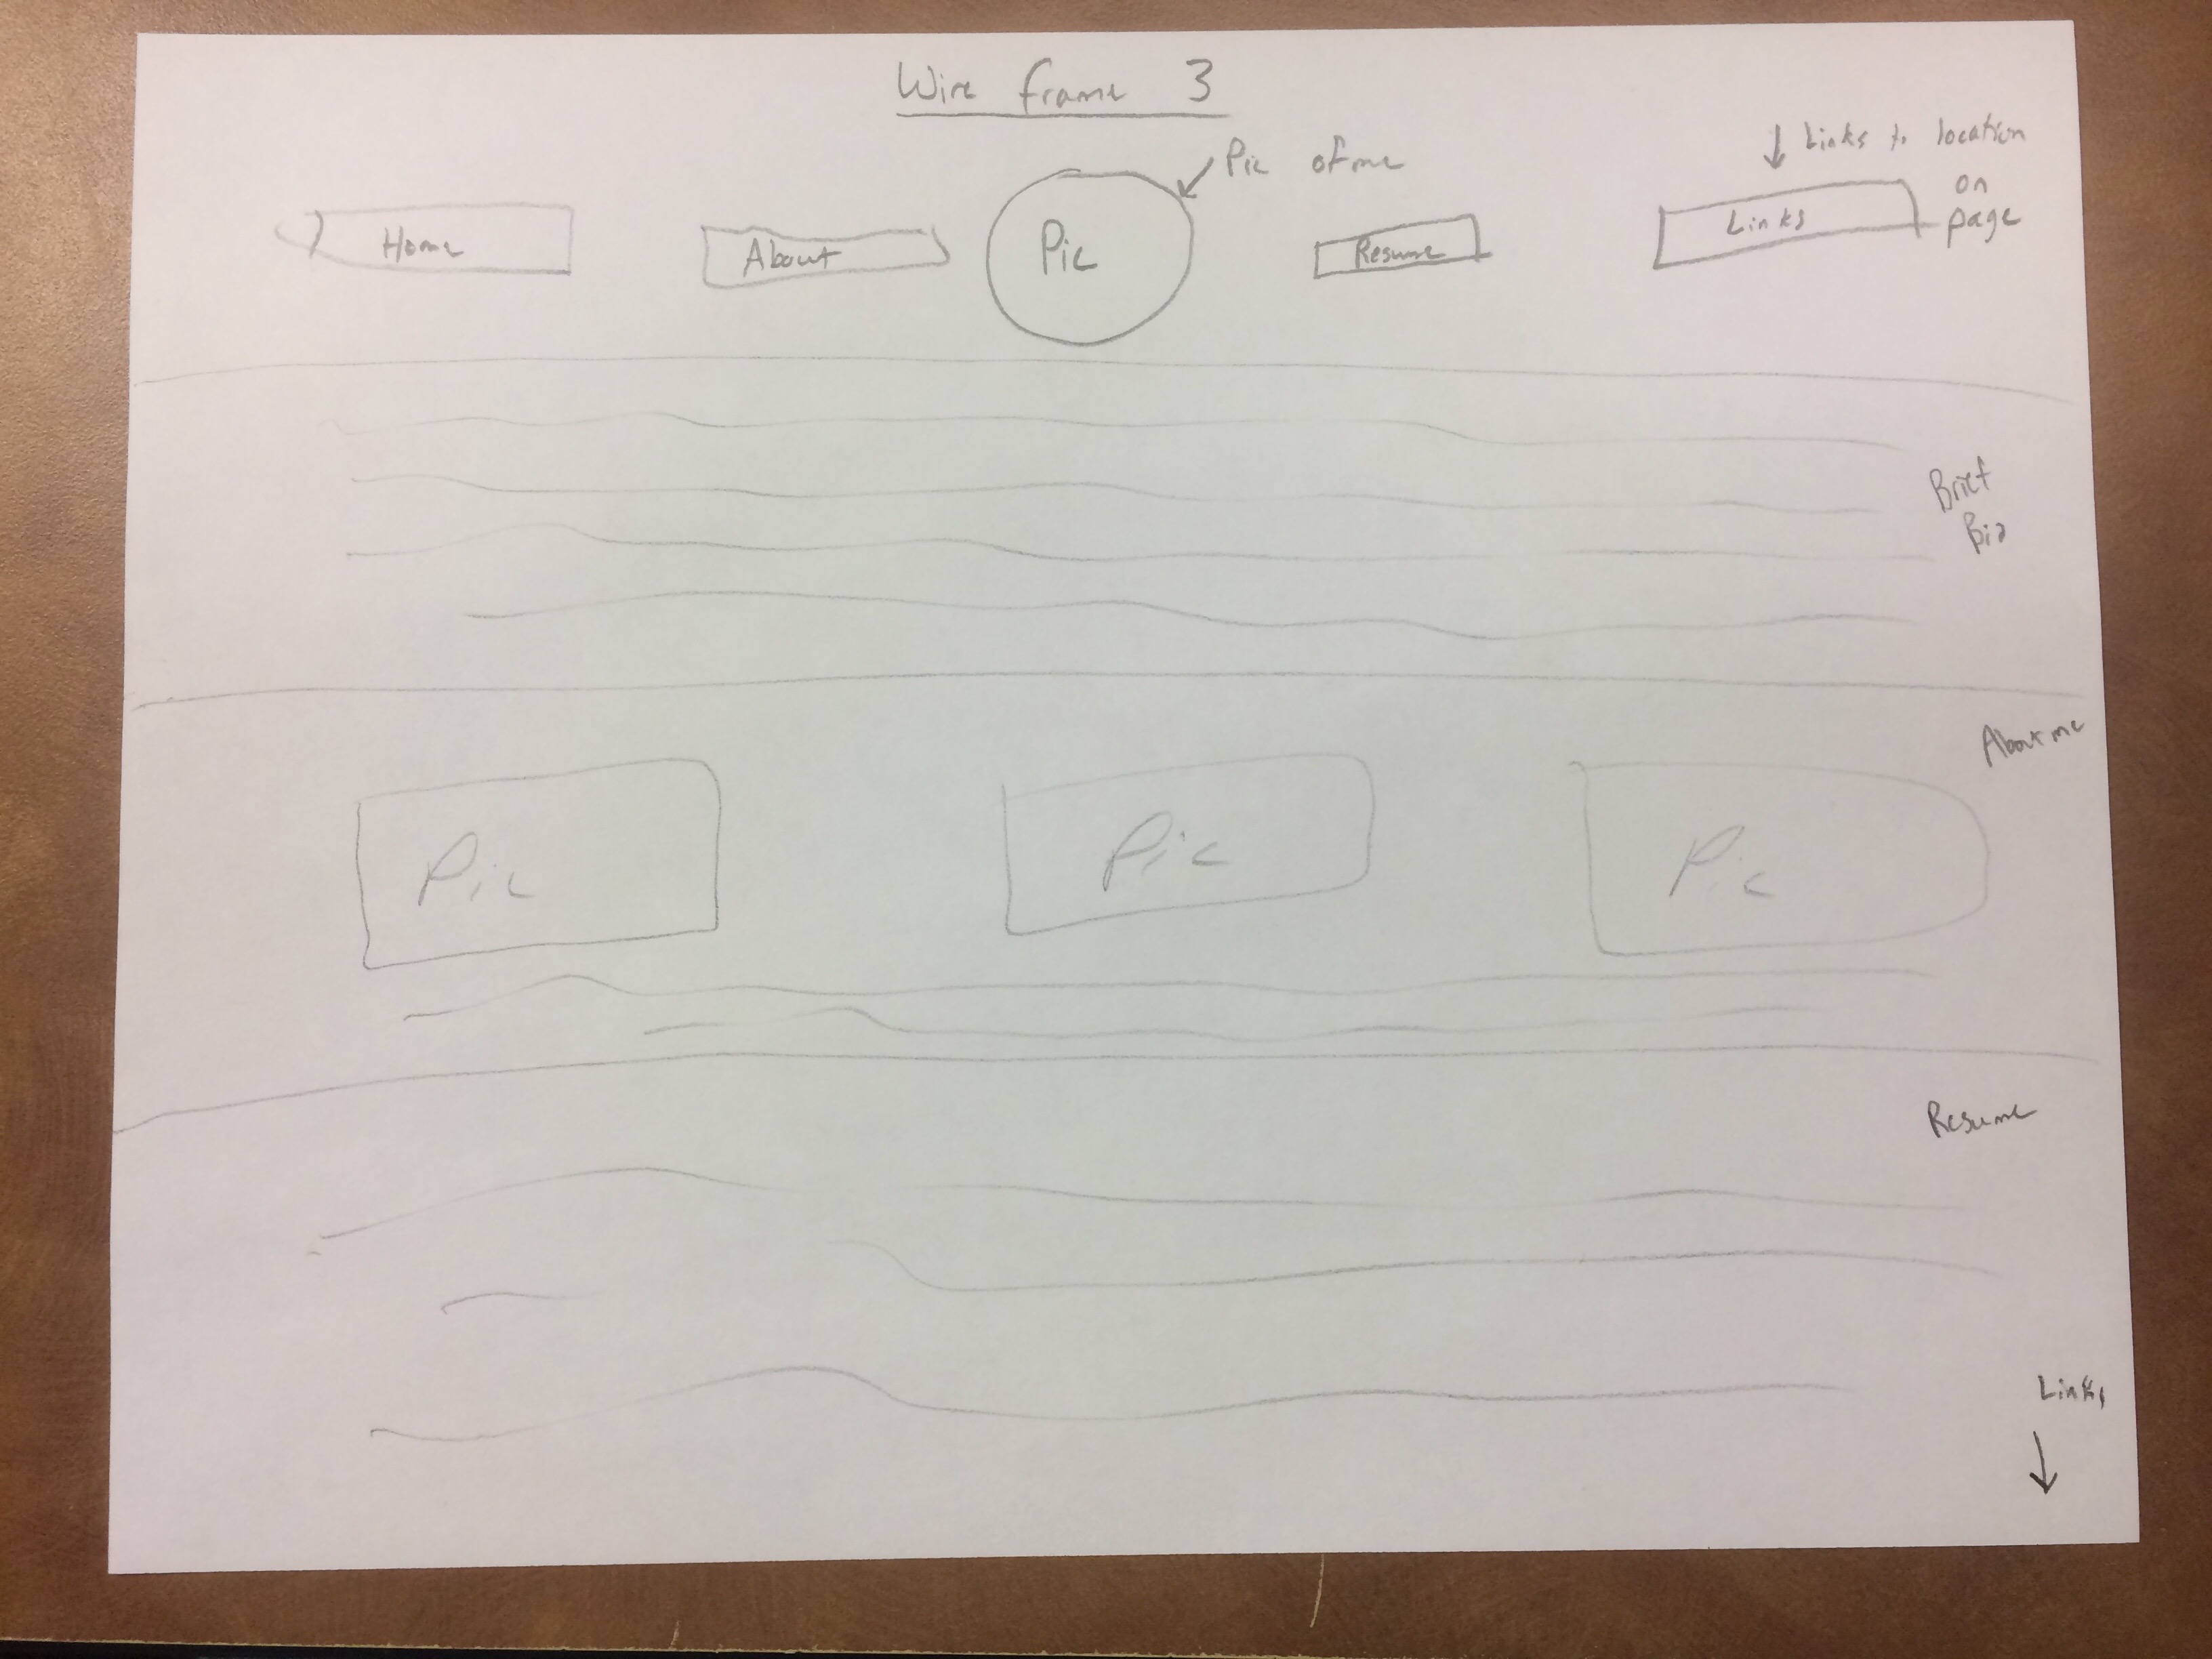 Wire frame 3
Pic of me
Links to location
on
page
Home
About
Pic
Resume
Links
Brief
Bio
About me
Pic
Pic
Pic
Resume
Links